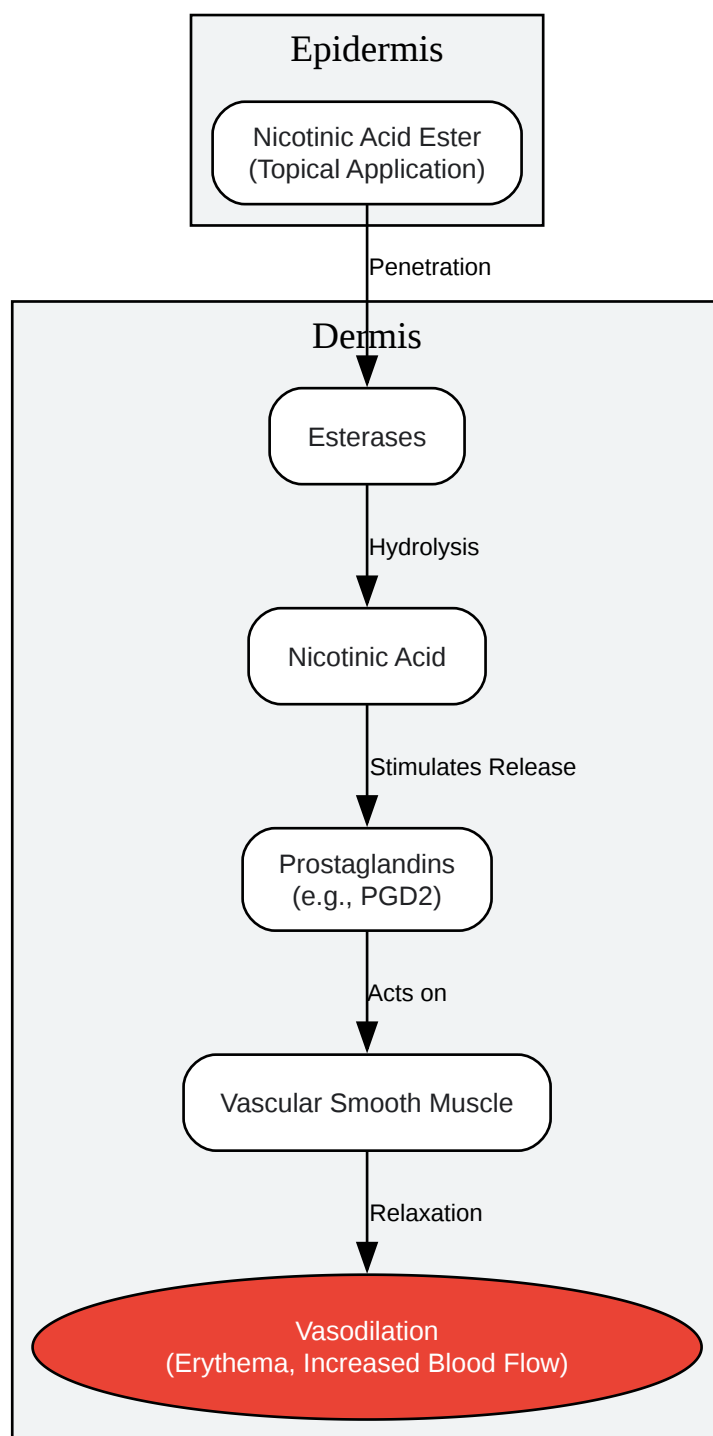 Epidermis
Nicotinic Acid Ester
(Topical Application)
Penetration
Dermis
Esterases
Hydrolysis
Nicotinic Acid
Stimulates Release
Prostaglandins
(e.g., PGD2)
Acts on
Vascular Smooth Muscle
Relaxation
Vasodilation
(Erythema, Increased Blood Flow)